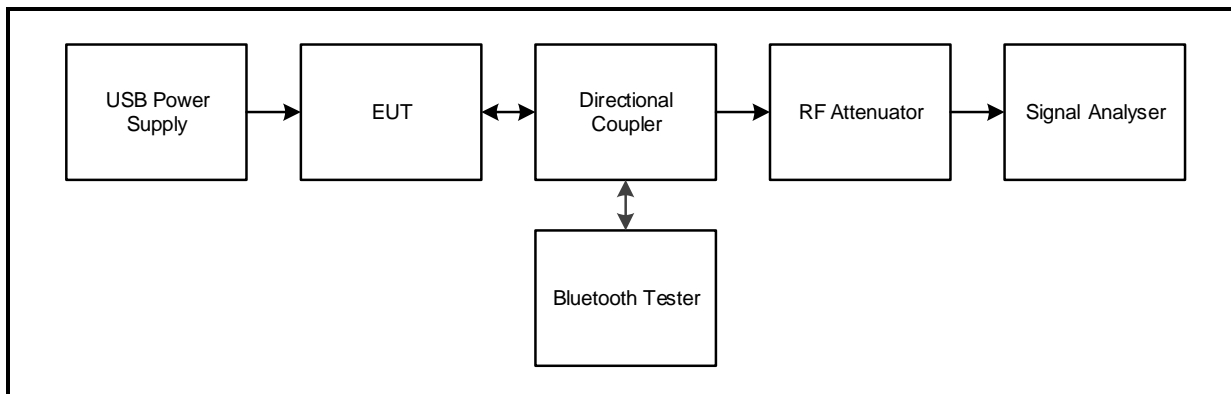 USB Power
Supply
EUT
Directional
Coupler
RF Attenuator
Signal Analyser
Bluetooth Tester